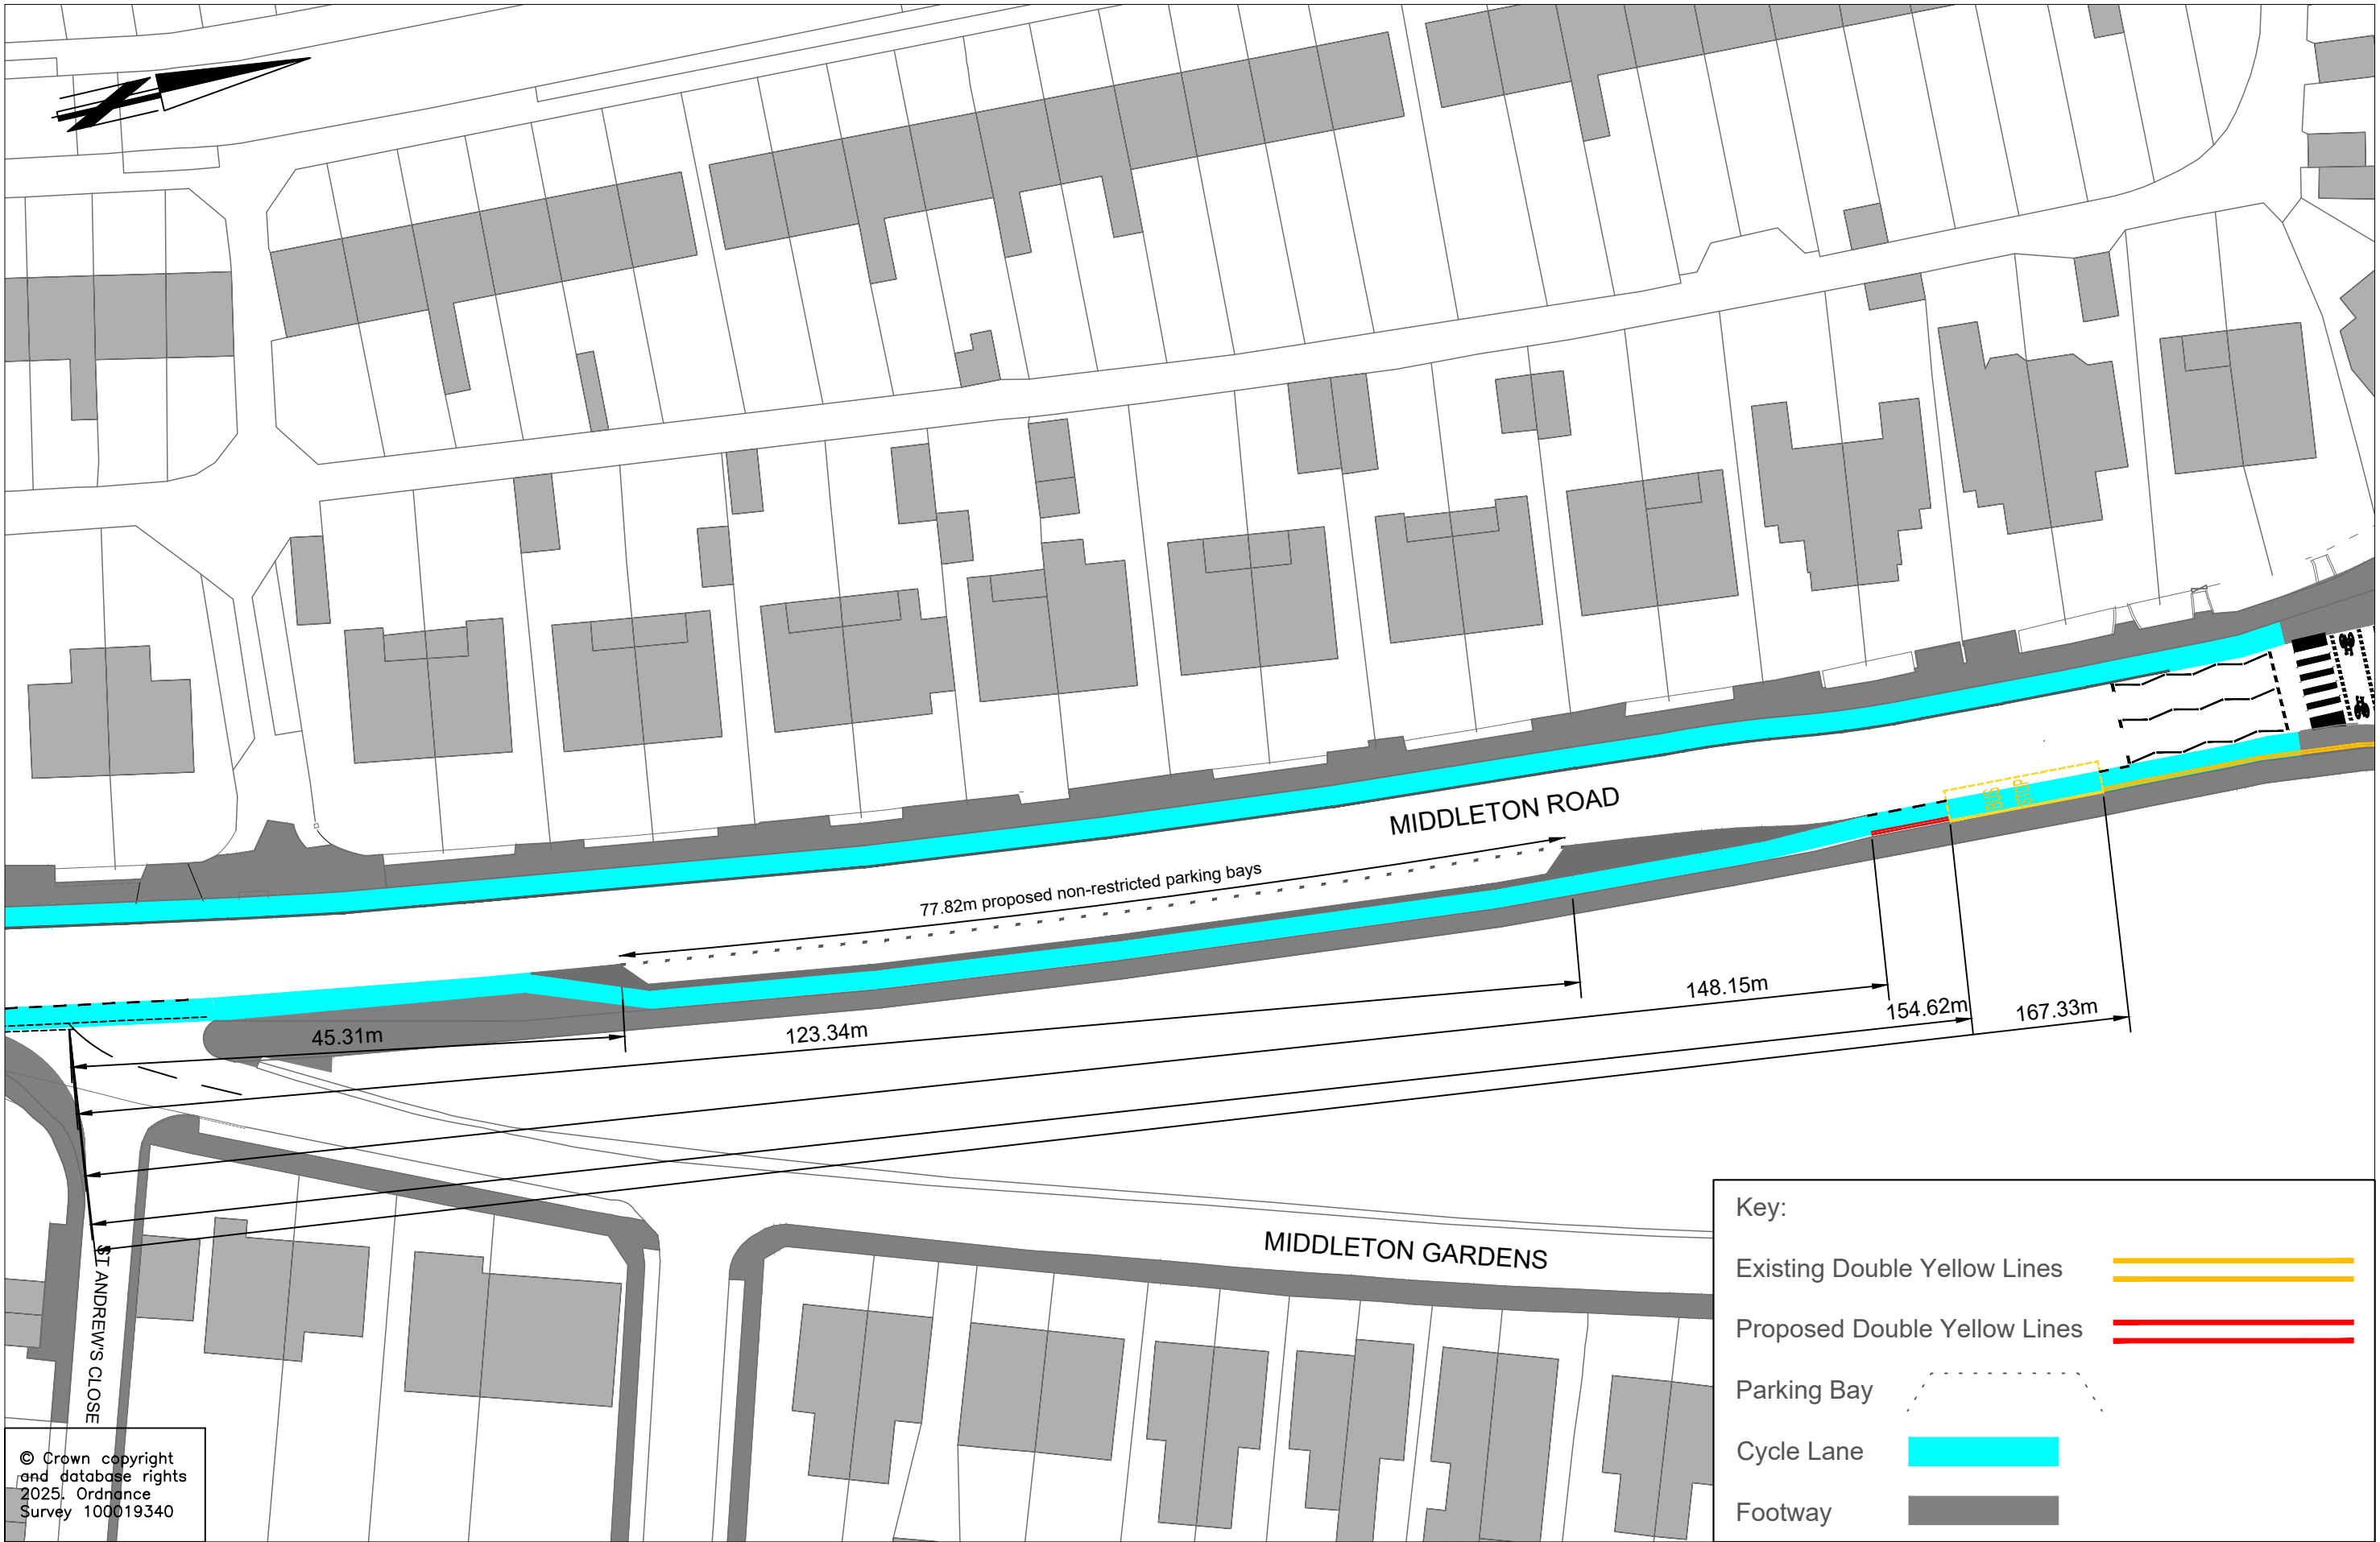 BUS
STOP
MIDDLETON ROAD
77.82m proposed non-restricted parking bays
45.31m
123.34m
148.15m
154.62m
167.33m
MIDDLETON GARDENS
ST ANDREW'S CLOSE
Key:
Existing Double Yellow Lines
Proposed Double Yellow Lines
Parking Bay
Cycle Lane
Footway
© Crown copyright
and database rights
2025. Ordnance
Survey 100019340